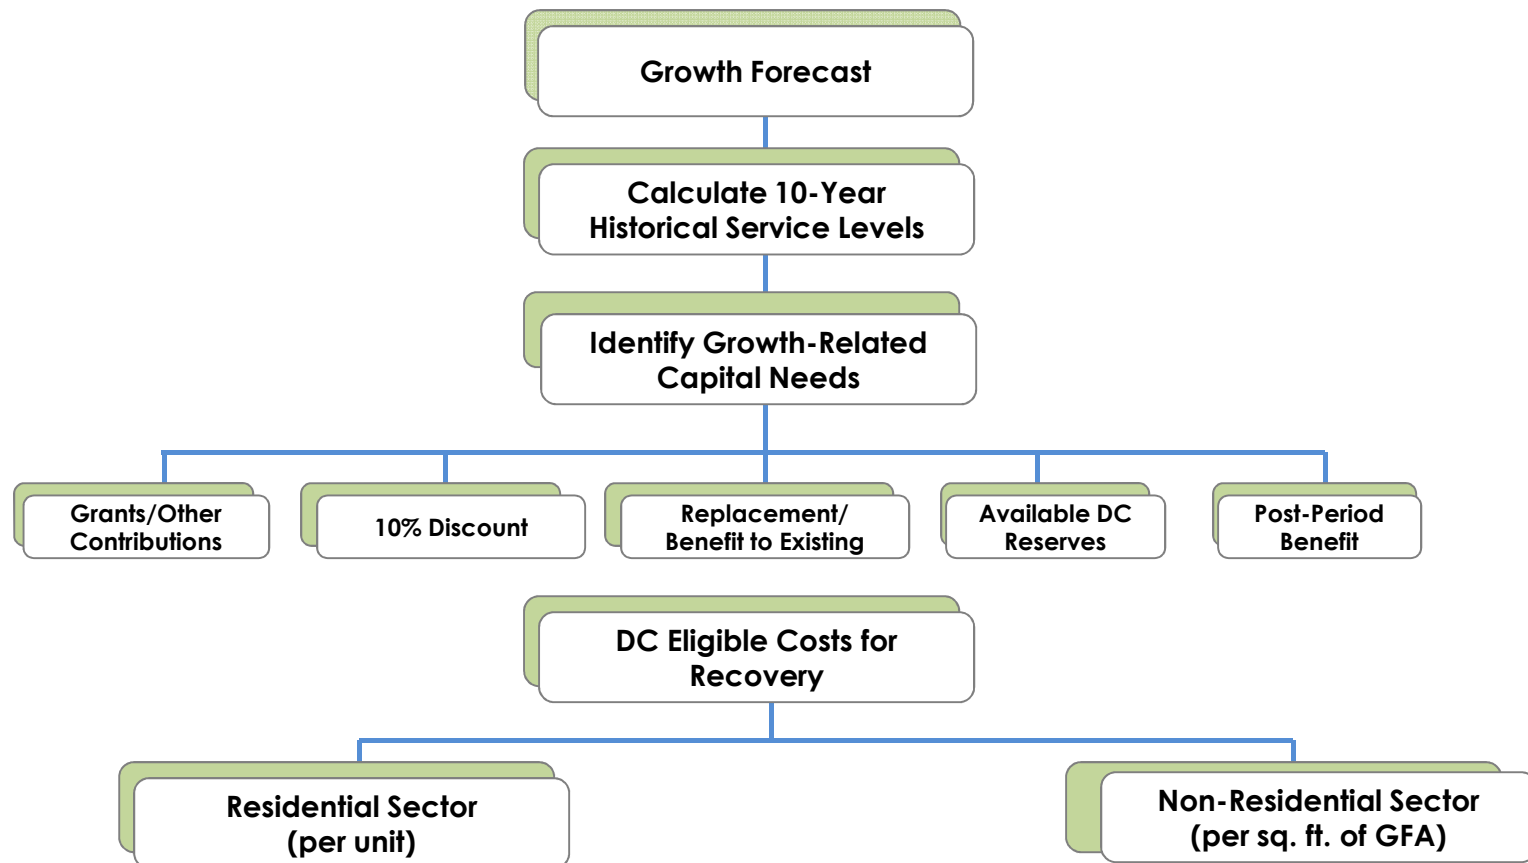 Growth Forecast
Calculate 10-Year
Historical Service Levels
Identify Growth-Related
Capital Needs
Grants/Other
Contributions
10% Discount
Replacement/
Benefit to Existing
Available DC
Reserves
Post-Period
Benefit
DC Eligible Costs for
Recovery
Residential Sector
(per unit)
Non-Residential Sector
(per sq. ft. of GFA)